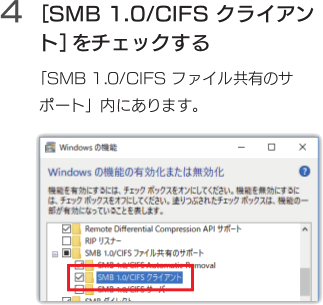 4 [SMB 1.0/CIFS クライアン
ト]をチェックする
「SMB 1.0/CIFS ファイル共有のサ
ポート」内にあります。
Windows の機能
Windows の機能の有効化または無効化
機能を有効にするには、チェック ボックスをオンにしてください。機能を無効にするに
は、チェック ボックスをオフにしてください。塗りつぶされたチェック ボックスは、機能の一
部が有効になっていることを表します。
Remote Differential Compression API サポート
RIP リスナー
SMB 1.0/CIFS ファイル共有のサポート
SMB 1.0/CIFS Automatic Removal
SMB 1.0/CIFS クライアント
SMB 1.0/CIFS サーバー
SMB ダイレクト